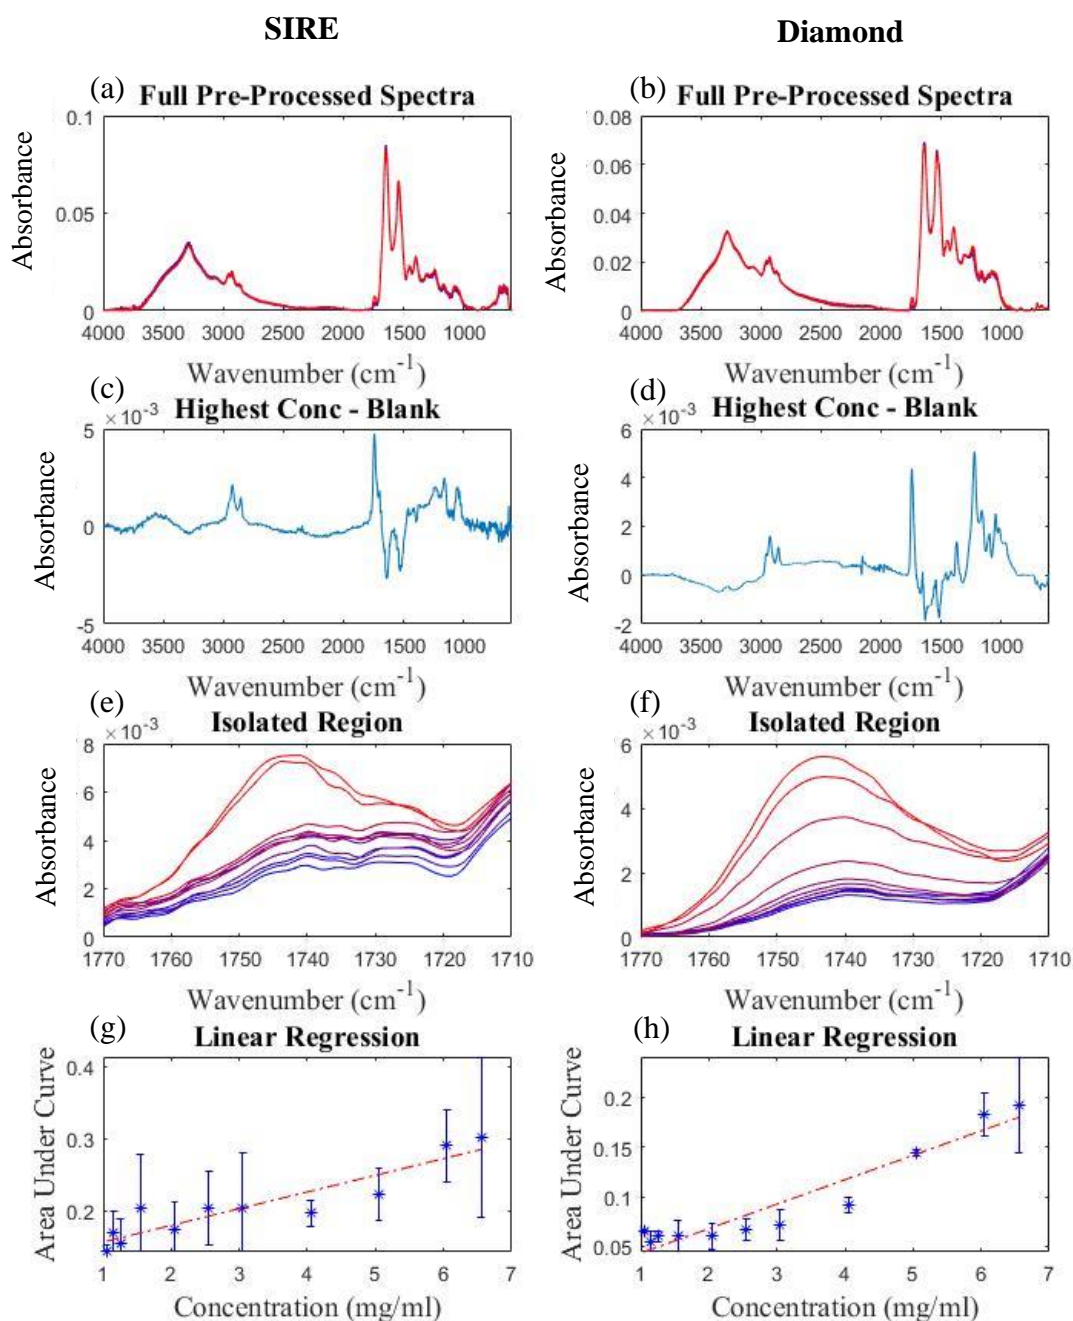 SIRE
Diamond
(a)
Full Pre-Processed Spectra
Absorbance
0.1
0.05
0
4000 3500 3000 2500 2000 1500 1000
Wavenumber (cm-1)
(b)
Full Pre-Processed Spectra
Absorbance
0.08
0.06
0.04
0.02
0
4000 3500 3000 2500 2000 1500 1000
Wavenumber (cm-1)
(c)
Highest Conc - Blank
×10-3
Absorbance
5
0
-5
4000 3500 3000 2500 2000 1500 1000
Wavenumber (cm-1)
(d)
Highest Conc - Blank
×10-3
Absorbance
6
4
2
0
-2
4000 3500 3000 2500 2000 1500 1000
Wavenumber (cm-1)
(e)
Isolated Region
×10-3
Absorbance
8
6
4
2
0
1770 1760 1750 1740 1730 1720 1710
Wavenumber (cm-1)
(f)
Isolated Region
×10-3
Absorbance
6
4
2
0
1770 1760 1750 1740 1730 1720 1710
Wavenumber (cm-1)
(g)
Linear Regression
Area Under Curve
0.4
0.3
0.2
1 2 3 4 5 6 7
Concentration (mg/ml)
(h)
Linear Regression
Area Under Curve
0.2
0.15
0.1
0.05
1 2 3 4 5 6 7
Concentration (mg/ml)